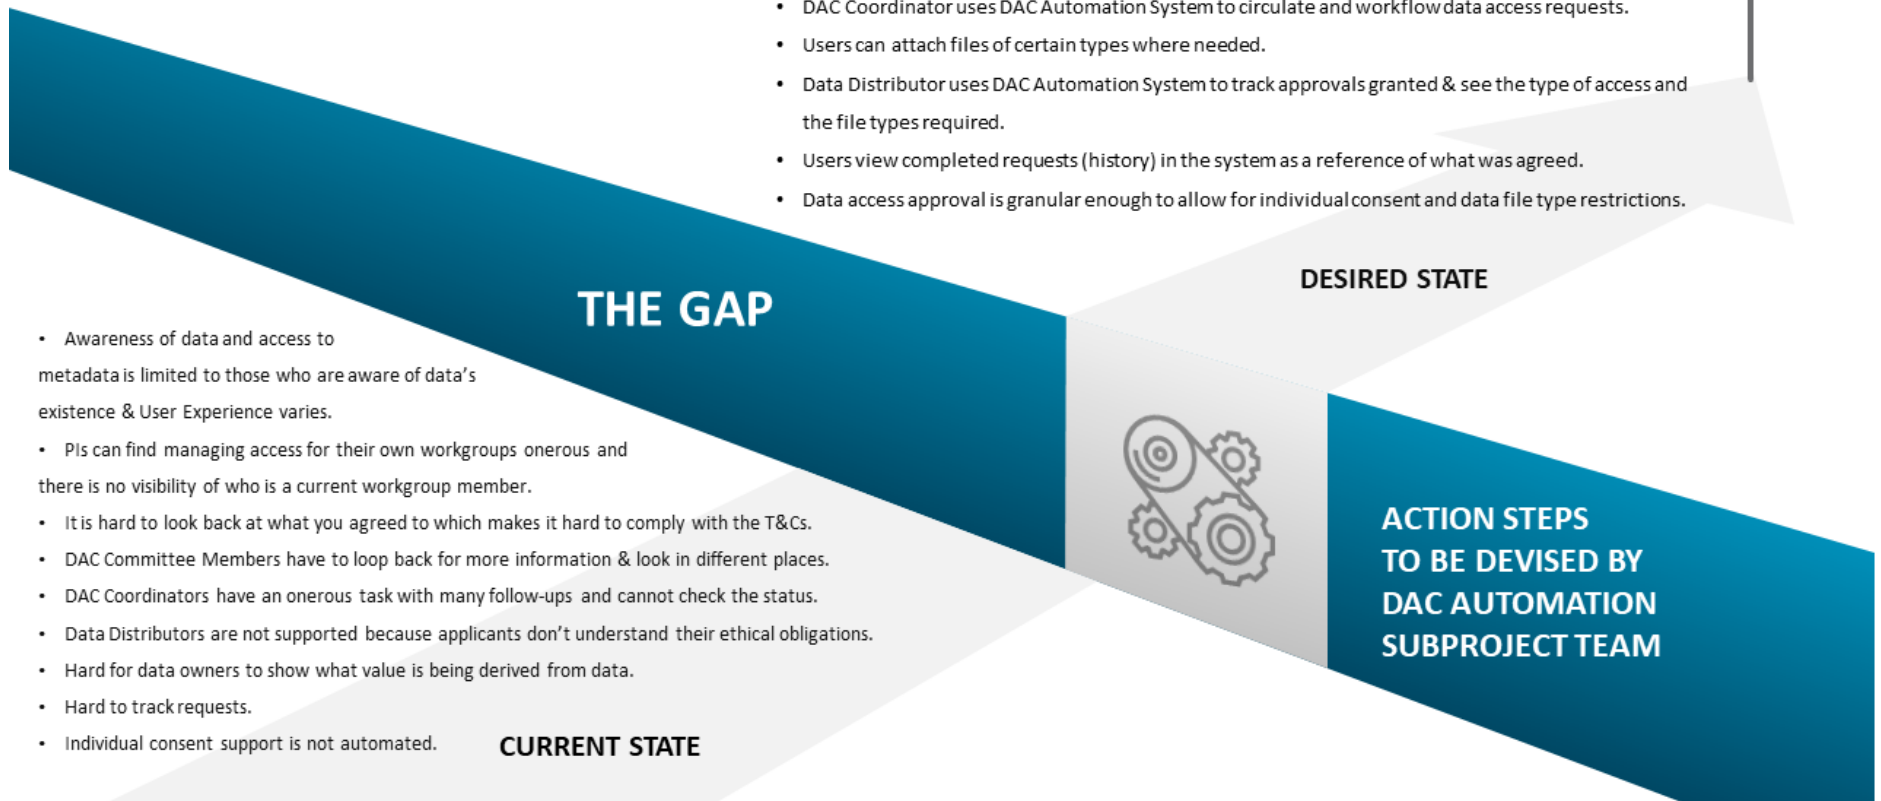 • DAC Coordinator uses DAC Automation System to circulate and workflow data access requests.
• Users can attach files of certain types where needed.
• Data Distributor uses DAC Automation System to track approvals granted & see the type of access and
the file types required.
• Users view completed requests (history) in the system as a reference of what was agreed.
• Data access approval is granular enough to allow for individual consent and data file type restrictions.
DESIRED STATE
THE GAP
• Awareness of data and access to
metadata is limited to those who are aware of data’s
existence & User Experience varies.
• PIs can find managing access for their own workgroups onerous and
there is no visibility of who is a current workgroup member.
• It is hard to look back at what you agreed to which makes it hard to comply with the T&Cs.
• DAC Committee Members have to loop back for more information & look in different places.
• DAC Coordinators have an onerous task with many follow-ups and cannot check the status.
• Data Distributors are not supported because applicants don’t understand their ethical obligations.
• Hard for data owners to show what value is being derived from data.
• Hard to track requests.
• Individual consent support is not automated.
CURRENT STATE
ACTION STEPS
TO BE DEVISED BY
DAC AUTOMATION
SUBPROJECT TEAM